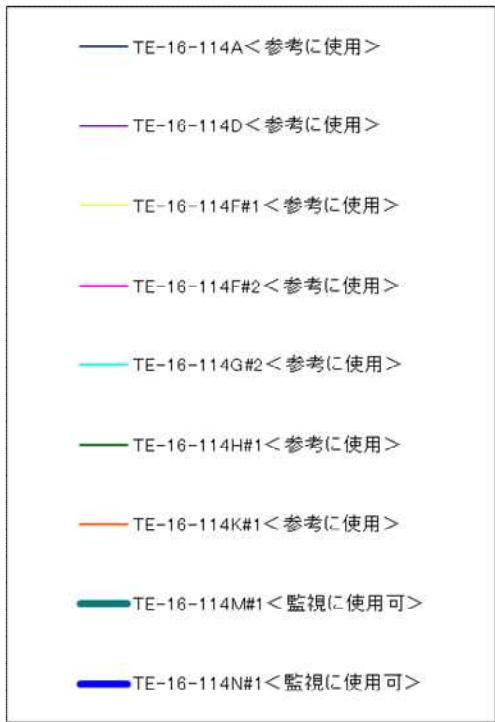 TE-16-114A＜参考に使用＞
TE-16-114D＜参考に使用＞
TE-16-114F#1＜参考に使用＞
TE-16-114F#2＜参考に使用＞
TE-16-114G#2＜参考に使用＞
TE-16-114H#1＜参考に使用＞
TE-16-114K#1＜参考に使用＞
TE-16-114M#1＜監視に使用可＞
TE-16-114N#1＜監視に使用可＞